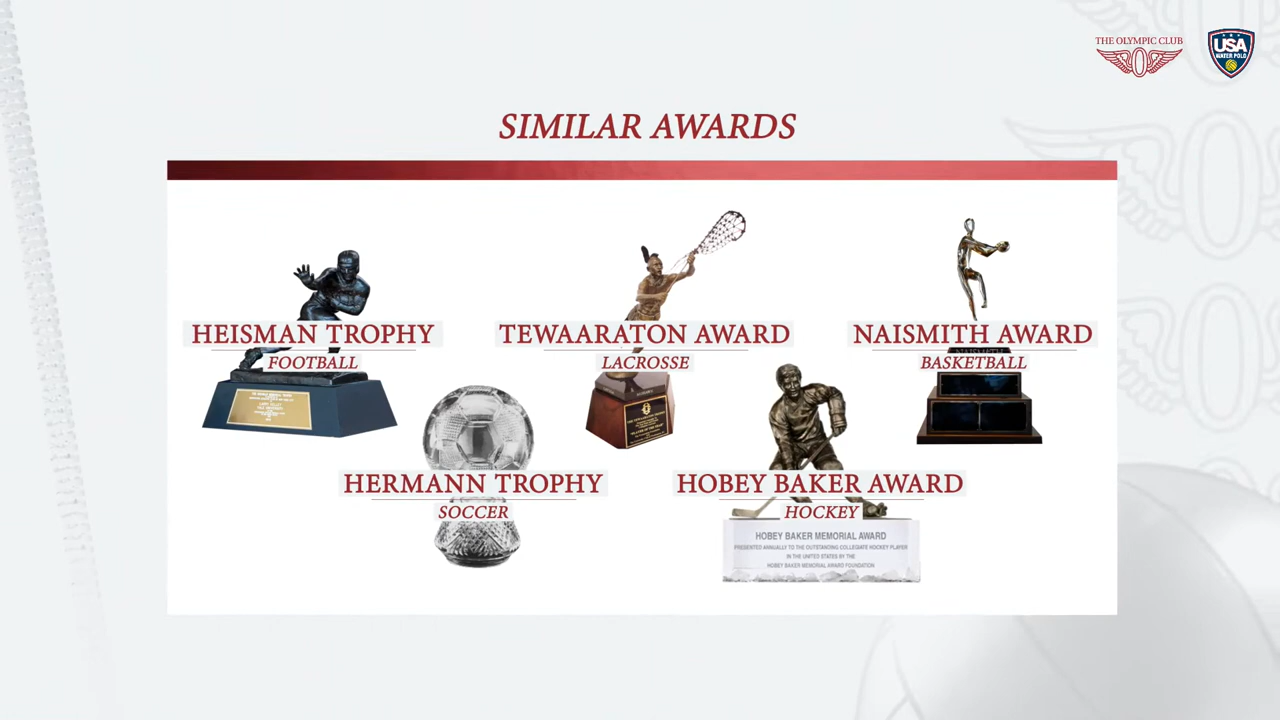 THE OLYMPIC CLUB
USA
WATER POLO
SIMILAR AWARDS
HEISMAN TROPHY
FOOTBALL
TEWAARATON AWARD
LACROSSE
NAISMITH AWARD
BASKETBALL
HERMANN TROPHY
SOCCER
HOBEY BAKER AWARD
HOCKEY
HOBEY BAKER MEMORIAL AWARD
PRESENTED ANNUALLY TO THE OUTSTANDING COLLEGIATE HOCKEY PLAYER
IN THE UNITED STATES BY THE
HOBEY BAKER MEMORIAL AWARD FOUNDATION